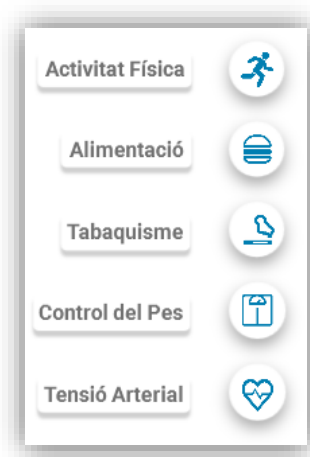 Activitat Física
Alimentació
Tabaquisme
Control del Pes
Tensió Arterial